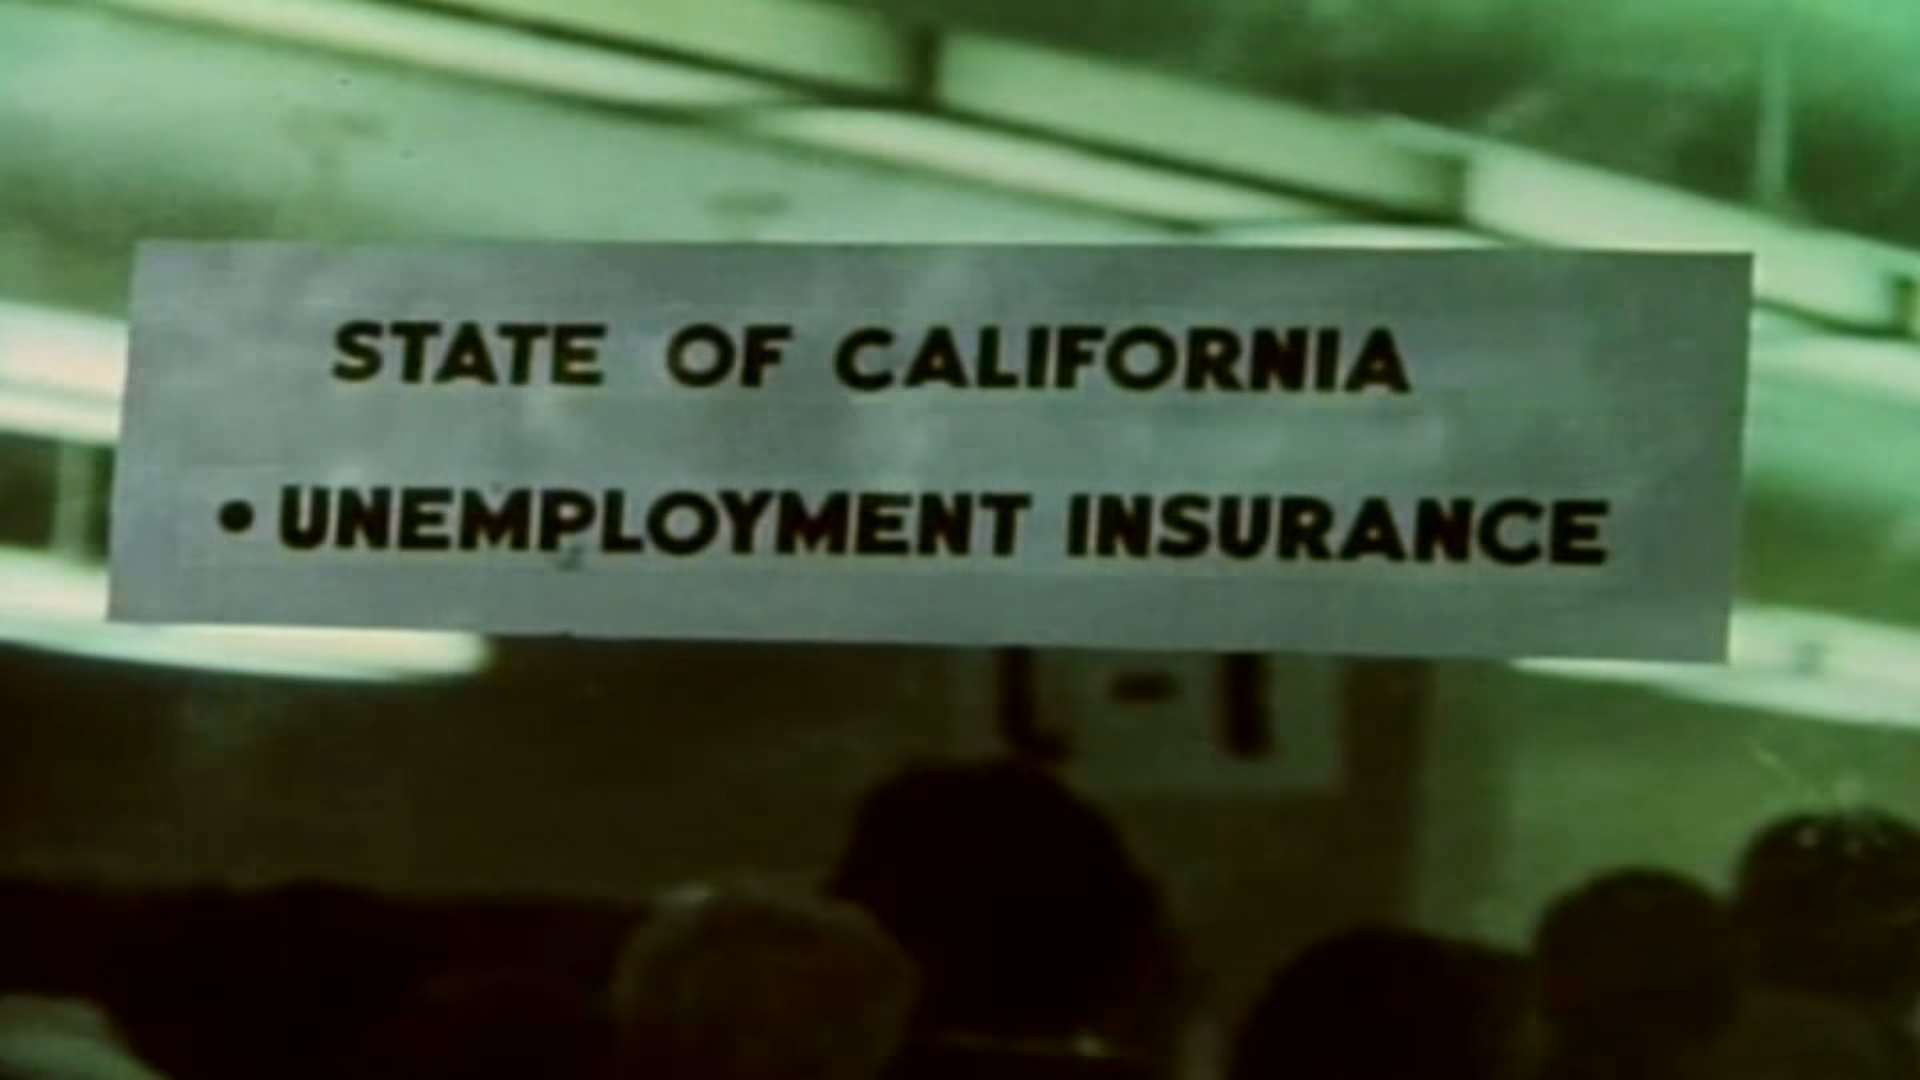 STATE OF CALIFORNIA
• UNEMPLOYMENT INSURANCE